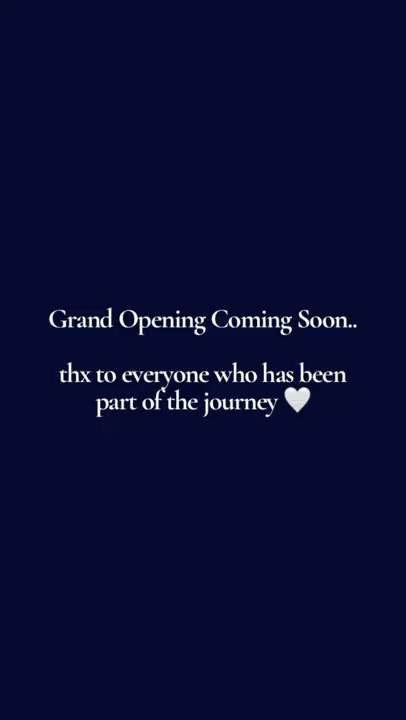 Grand Opening Coming Soon..
thx to everyone who has been
part of the journey 🤍